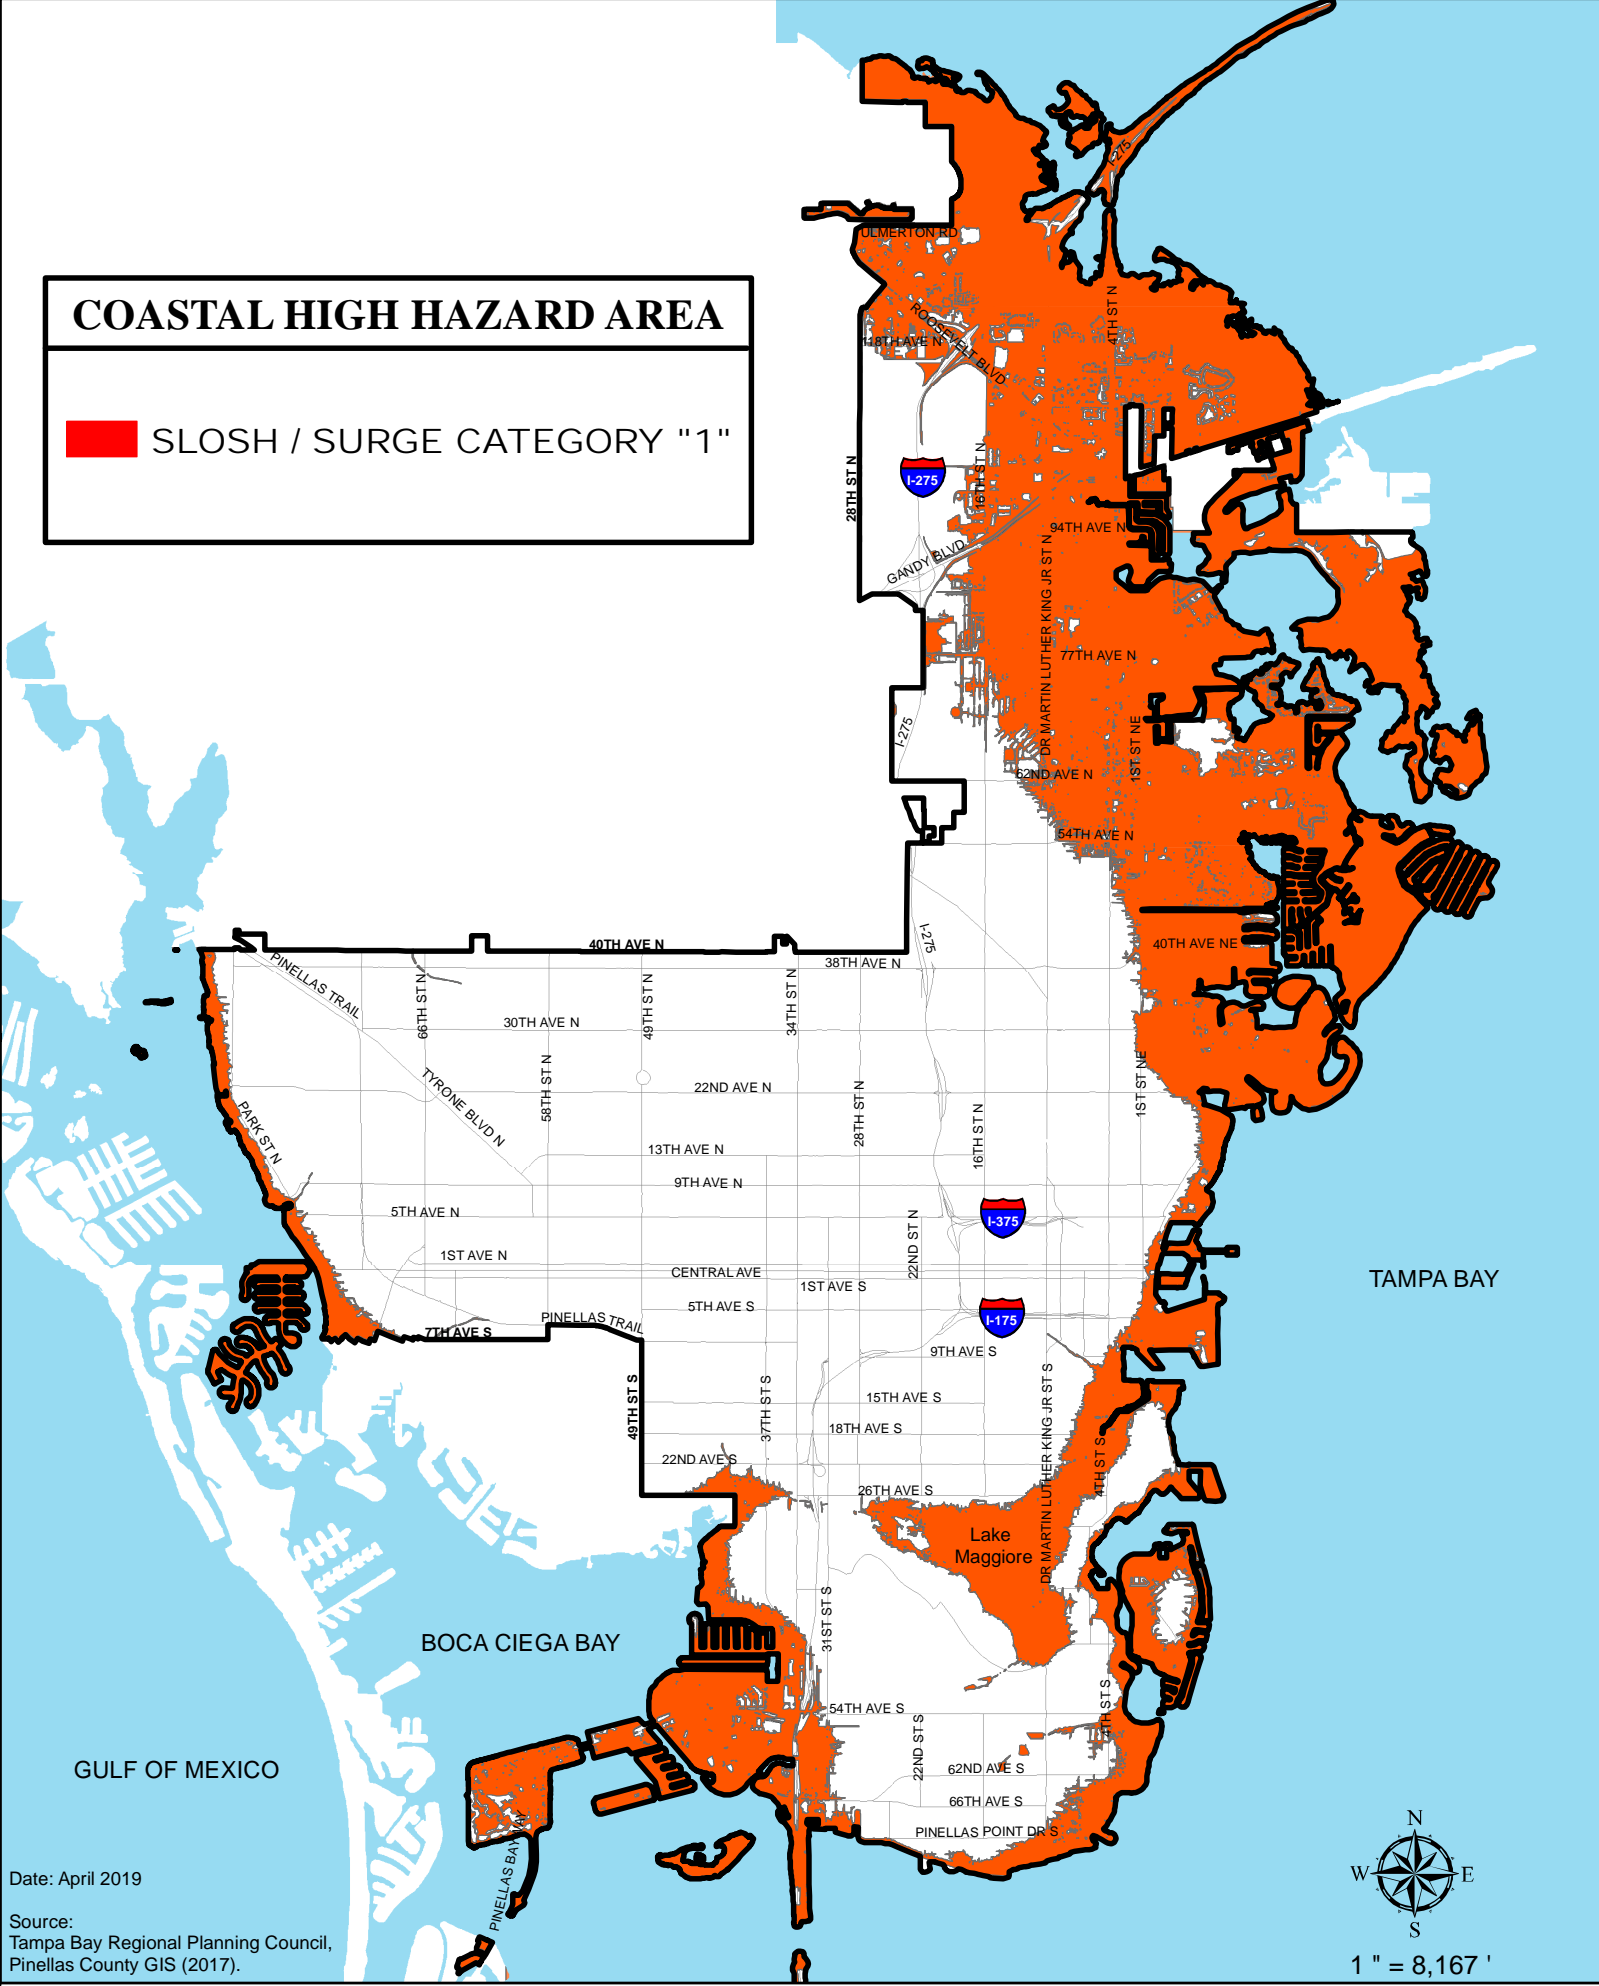 COASTAL HIGH HAZARD AREA
SLOSH / SURGE CATEGORY "1"
I-275
ULMERTON RD
ROOSEVELT BLVD
118TH AVE N
4TH ST N
28TH ST N
I-275
16TH ST N
94TH AVE N
GANDY BLVD
DR MARTIN LUTHER KING JR ST N
77TH AVE N
I-275
1ST ST NE
62ND AVE N
54TH AVE N
40TH AVE N
I-275
40TH AVE NE
38TH AVE N
PINELLAS TRAIL
66TH ST N
49TH ST N
34TH ST N
30TH AVE N
58TH ST N
TYRONE BLVD N
22ND AVE N
28TH ST N
1ST ST NE
PARK ST N
16TH ST N
13TH AVE N
9TH AVE N
5TH AVE N
22ND ST N
I-375
1ST AVE N
CENTRAL AVE
1ST AVE S
TAMPA BAY
5TH AVE S
PINELLAS TRAIL
I-175
7TH AVE S
9TH AVE S
49TH ST S
37TH ST S
15TH AVE S
DR MARTIN LUTHER KING JR ST S
18TH AVE S
4TH ST S
22ND AVE S
26TH AVE S
Lake
Maggiore
31ST ST S
BOCA CIEGA BAY
54TH AVE S
4TH ST S
22ND ST S
GULF OF MEXICO
62ND AVE S
66TH AVE S
PINELLAS POINT DR S
PINELLAS BAYWAY
N
W
E
S
Date: April 2019
Source:
Tampa Bay Regional Planning Council,
Pinellas County GIS (2017).
1 " = 8,167 '